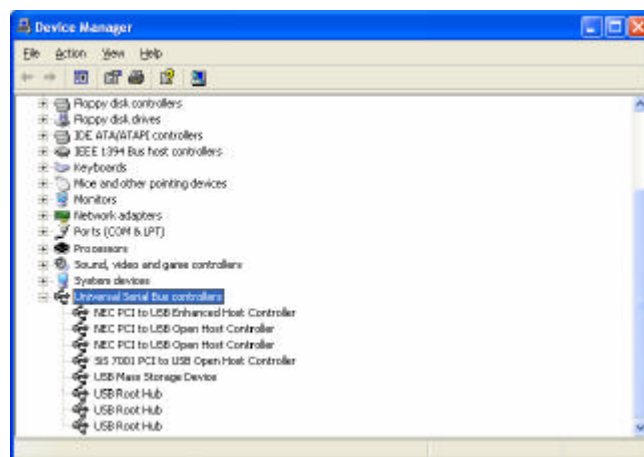 Device Manager
File Action View Help
Floppy disk controllers
Floppy disk drives
IDE ATA/ATAPI controllers
IEEE 1394 Bus host controllers
Keyboards
Mice and other pointing devices
Monitors
Network adapters
Ports (COM & LPT)
Processors
Sound, video and game controllers
System devices
Universal Serial Bus controllers
NEC PCI to USB Enhanced Host Controller
NEC PCI to USB Open Host Controller
NEC PCI to USB Open Host Controller
SiS 7001 PCI to USB Open Host Controller
USB Mass Storage Device
USB Root Hub
USB Root Hub
USB Root Hub